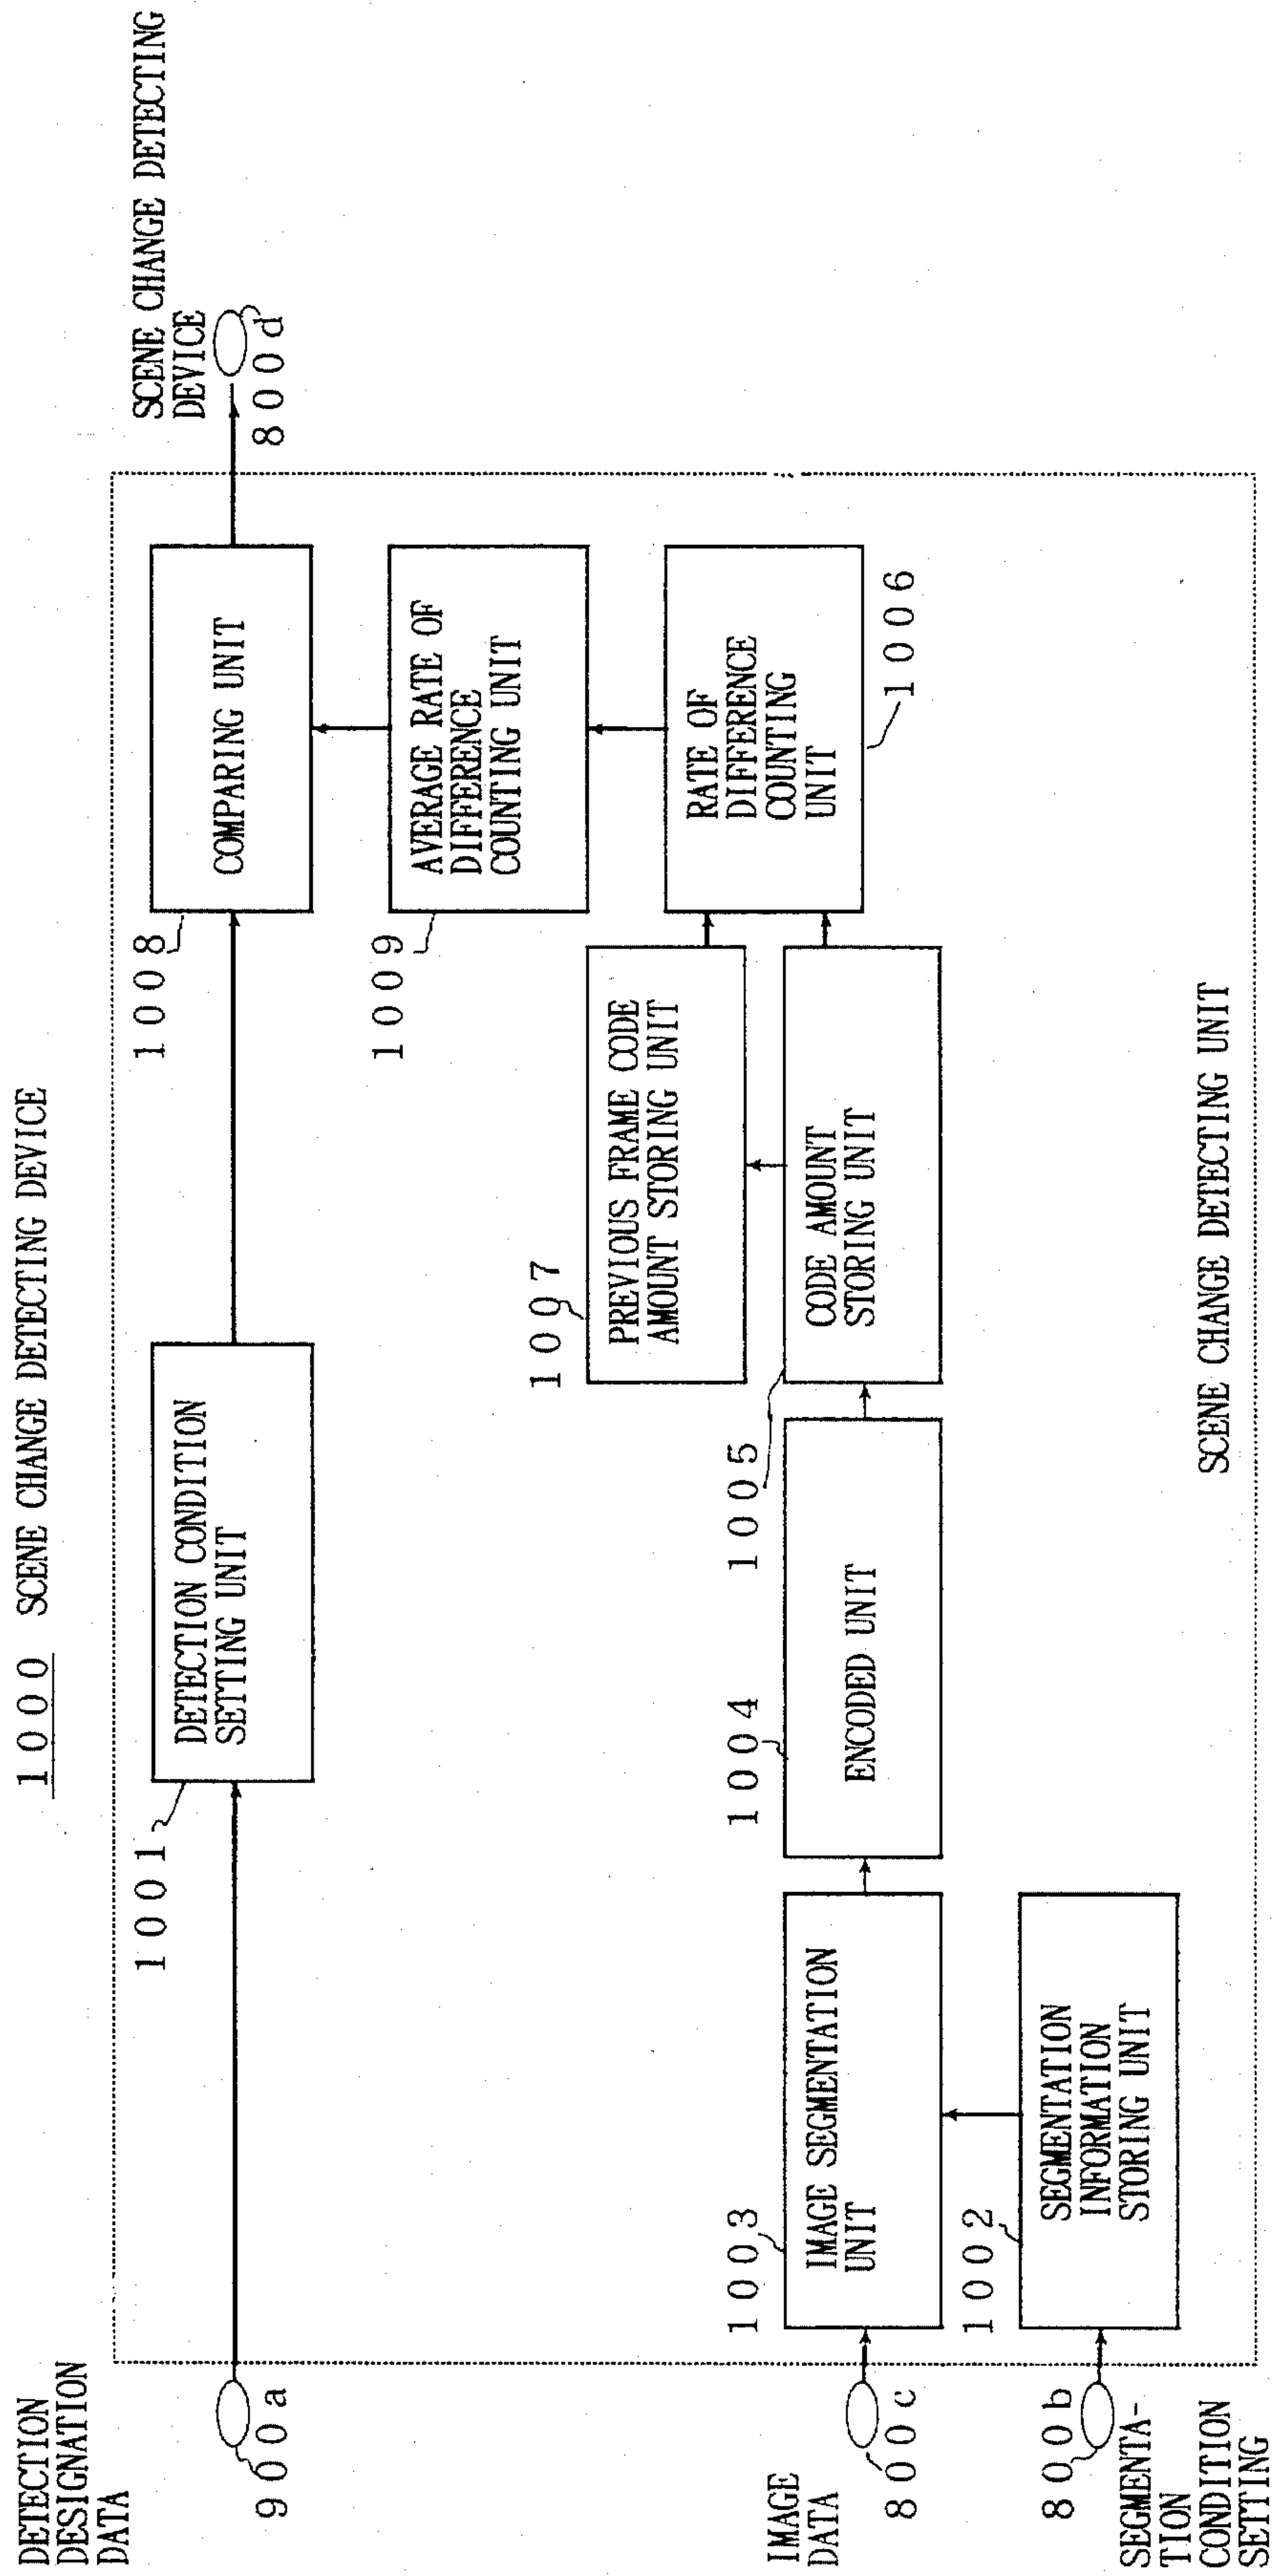 1000 SCENE CHANGE DETECTING DEVICE
DETECTION
DESIGNATION
DATA
900a
1001
DETECTION CONDITION
SETTING UNIT
1008
COMPARING UNIT
SCENE CHANGE DETECTING
DEVICE
800d
1009
AVERAGE RATE OF
DIFFERENCE
COUNTING UNIT
1007
PREVIOUS FRAME CODE
AMOUNT STORING UNIT
RATE OF
DIFFERENCE
COUNTING
UNIT
1006
IMAGE
DATA
800c
1003
IMAGE SEGMENTATION
UNIT
1004
ENCODED UNIT
1005
CODE AMOUNT
STORING UNIT
800b
SEGMENTA-
TION
CONDITION
SETTING
1002
SEGMENTATION
INFORMATION
STORING UNIT
SCENE CHANGE DETECTING UNIT